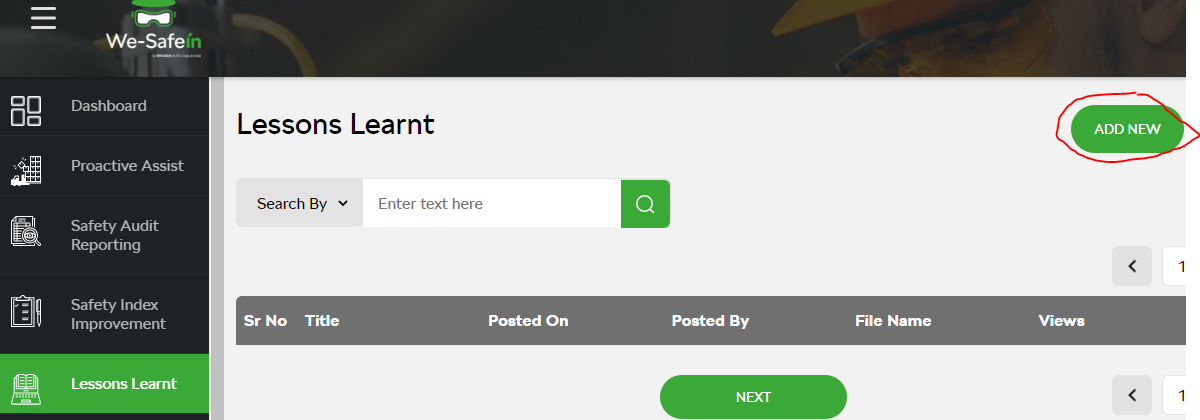 We-Safein
Dashboard
Lessons Learnt
ADD NEW
Proactive Assist
Search By
Enter text here
Safety Audit
Reporting
1
Safety Index
Improvement
Sr No Title Posted On Posted By File Name Views
Lessons Learnt
NEXT
1